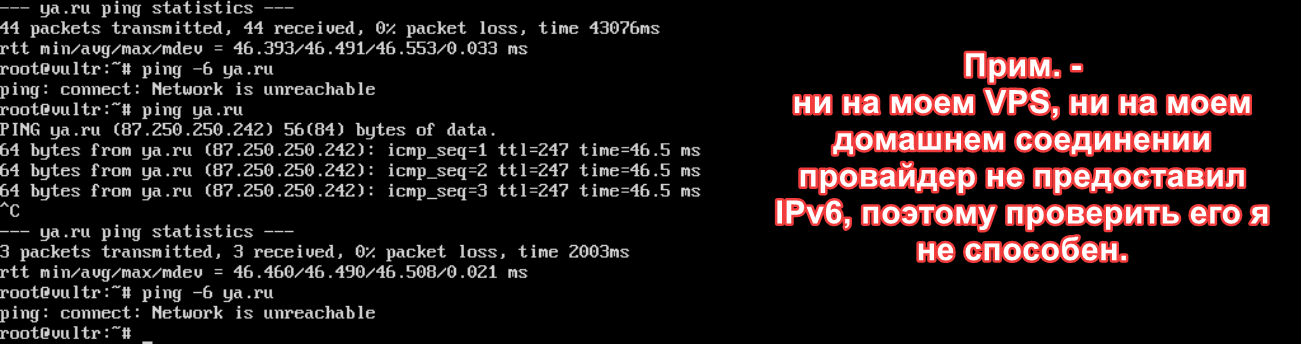 --- ya.ru ping statistics ---
44 packets transmitted, 44 received, 0% packet loss, time 43076ms
rtt min/avg/max/mdev = 46.393/46.491/46.553/0.033 ms
root@vultr:~# ping -6 ya.ru
ping: connect: Network is unreachable
root@vultr:~# ping ya.ru
PING ya.ru (87.250.250.242) 56(84) bytes of data.
64 bytes from ya.ru (87.250.250.242): icmp_seq=1 ttl=247 time=46.5 ms
64 bytes from ya.ru (87.250.250.242): icmp_seq=2 ttl=247 time=46.5 ms
64 bytes from ya.ru (87.250.250.242): icmp_seq=3 ttl=247 time=46.5 ms
^C
--- ya.ru ping statistics ---
3 packets transmitted, 3 received, 0% packet loss, time 2003ms
rtt min/avg/max/mdev = 46.460/46.490/46.508/0.021 ms
root@vultr:~# ping -6 ya.ru
ping: connect: Network is unreachable
root@vultr:~# _
Прим. -
ни на моем VPS, ни на моем
домашнем соединении
провайдер не предоставил
IPv6, поэтому проверить его я
не способен.